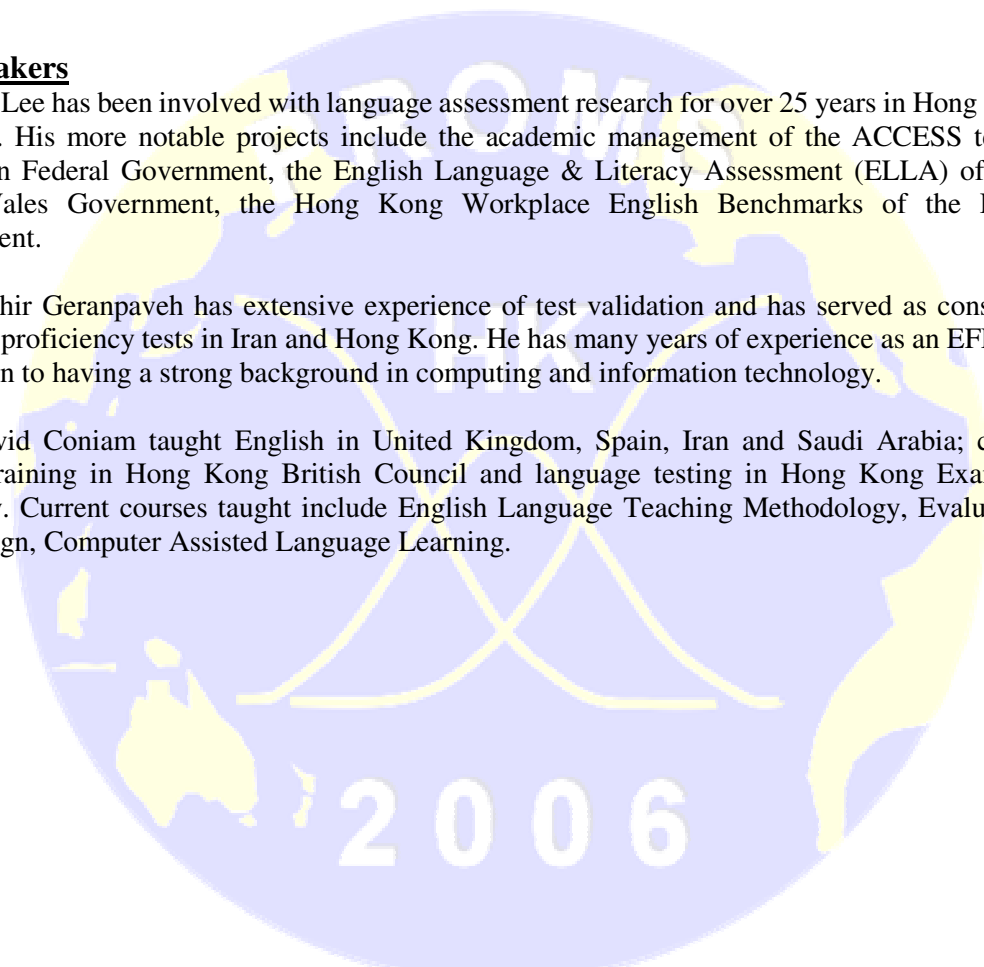 akers
Lee has been involved with language assessment research for over 25 years in Hong
. His more notable projects include the academic management of the ACCESS te
n Federal Government, the English Language & Literacy Assessment (ELLA) of
Vales Government, the Hong Kong Workplace English Benchmarks of the
ent.
hir Geranpaveh has extensive experience of test validation and has served as cons
proficiency tests in Iran and Hong Kong. He has many years of experience as an EFL
n to having a strong background in computing and information technology.
vid Coniam taught English in United Kingdom, Spain, Iran and Saudi Arabia; c
raining in Hong Kong British Council and language testing in Hong Kong Exa
y. Current courses taught include English Language Teaching Methodology, Evalu
gn, Computer Assisted Language Learning.
PROMS
HK
2006